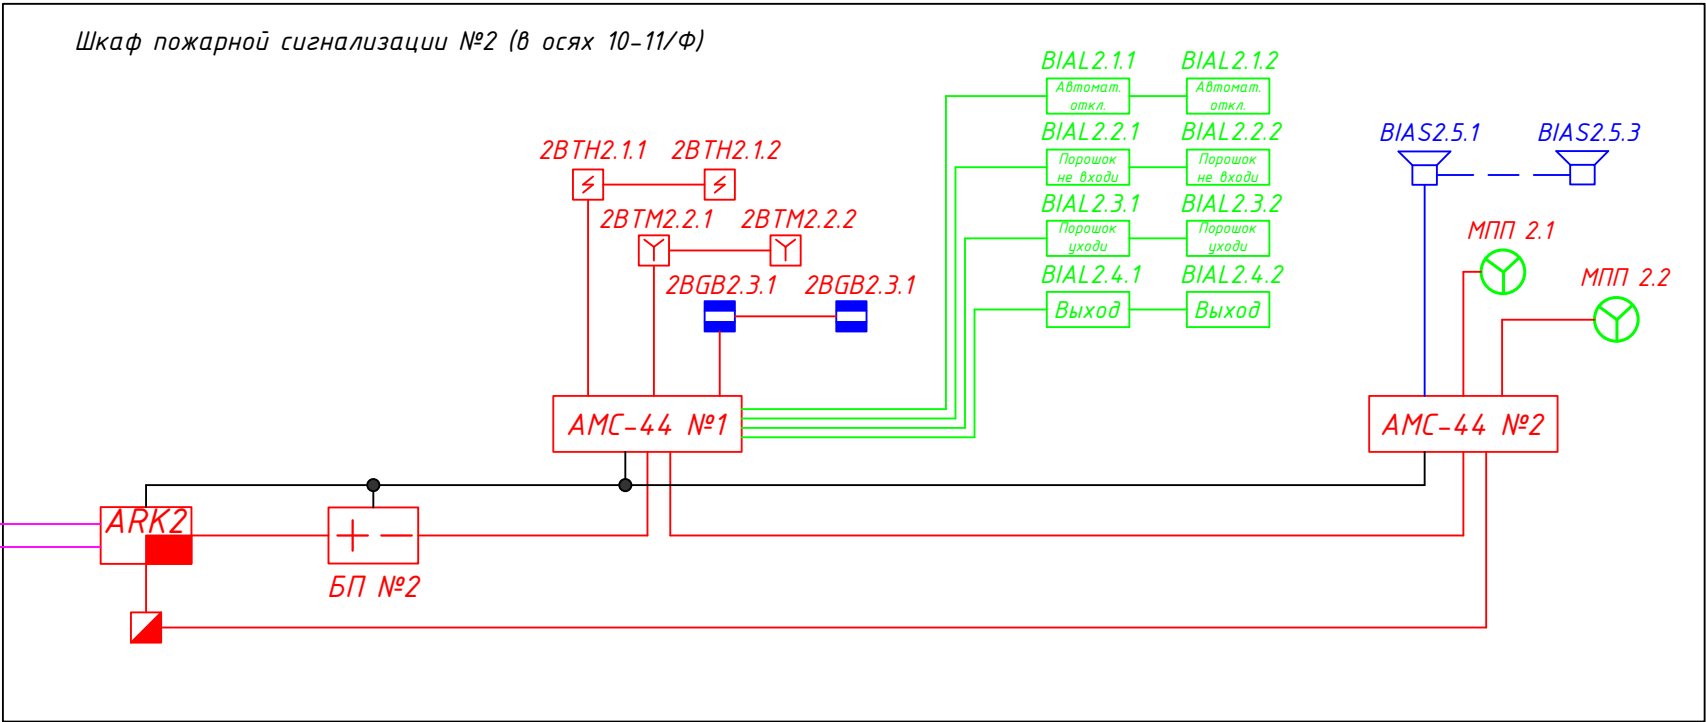 Шкаф пожарной сигнализации №2 (в осях 10-11/Ф)
BIAL2.1.1 BIAL2.1.2
Автомат. Автомат.
откл. откл.
BIAL2.2.1 BIAL2.2.2
Порошок Порошок
не входи не входи
BIAL2.3.1 BIAL2.3.2
Порошок Порошок
уходи уходи
BIAL2.4.1 BIAL2.4.2
Выход Выход
2BTH2.1.1 2BTH2.1.2
2BTM2.2.1 2BTM2.2.2
2BGB2.3.1 2BGB2.3.1
BIAS2.5.1 BIAS2.5.3
МПП 2.1
МПП 2.2
АМС-44 №1
АМС-44 №2
ARK2
+ −
БП №2